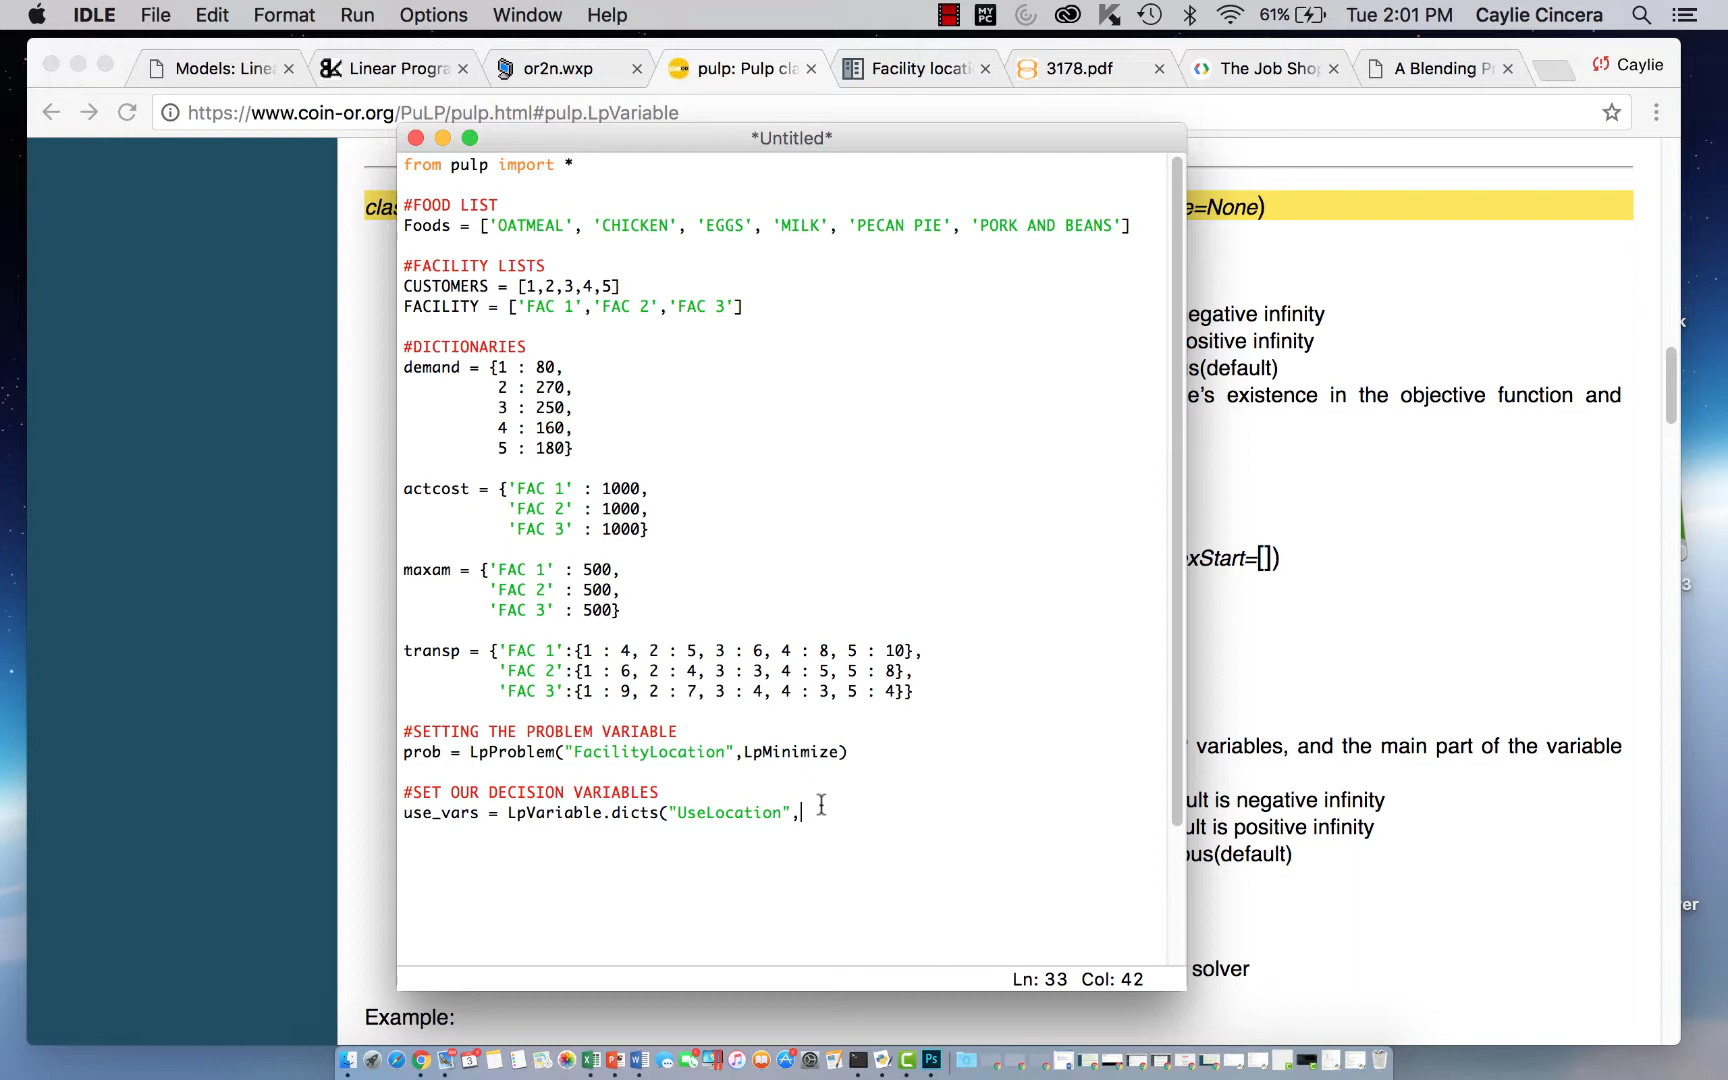 IDLE File Edit Format Run Options Window Help 61% Tue 2:01 PM Caylie Cincera
Models: Line Linear Progra or2n.wxp pulp: Pulp cla Facility locati 3178.pdf The Job Shop A Blending P Caylie
https://www.coin-or.org/PuLP/pulp.html#pulp.LpVariable
*Untitled*
from pulp import *
#FOOD LIST
Foods = ['OATMEAL', 'CHICKEN', 'EGGS', 'MILK', 'PECAN PIE', 'PORK AND BEANS']
#FACILITY LISTS
CUSTOMERS = [1,2,3,4,5]
FACILITY = ['FAC 1','FAC 2','FAC 3']
#DICTIONARIES
demand = {1 : 80,
2 : 270,
3 : 250,
4 : 160,
5 : 180}
actcost = {'FAC 1' : 1000,
'FAC 2' : 1000,
'FAC 3' : 1000}
maxam = {'FAC 1' : 500,
'FAC 2' : 500,
'FAC 3' : 500}
transp = {'FAC 1':{1 : 4, 2 : 5, 3 : 6, 4 : 8, 5 : 10},
'FAC 2':{1 : 6, 2 : 4, 3 : 3, 4 : 5, 5 : 8},
'FAC 3':{1 : 9, 2 : 7, 3 : 4, 4 : 3, 5 : 4}}
#SETTING THE PROBLEM VARIABLE
prob = LpProblem("FacilityLocation",LpMinimize)
#SET OUR DECISION VARIABLES
use_vars = LpVariable.dicts("UseLocation",
Ln: 33 Col: 42
clas
e=None)
egative infinity
ositive infinity
s(default)
e's existence in the objective function and
xStart=[])
variables, and the main part of the variable
ult is negative infinity
ult is positive infinity
ous(default)
solver
Example:
3
ver